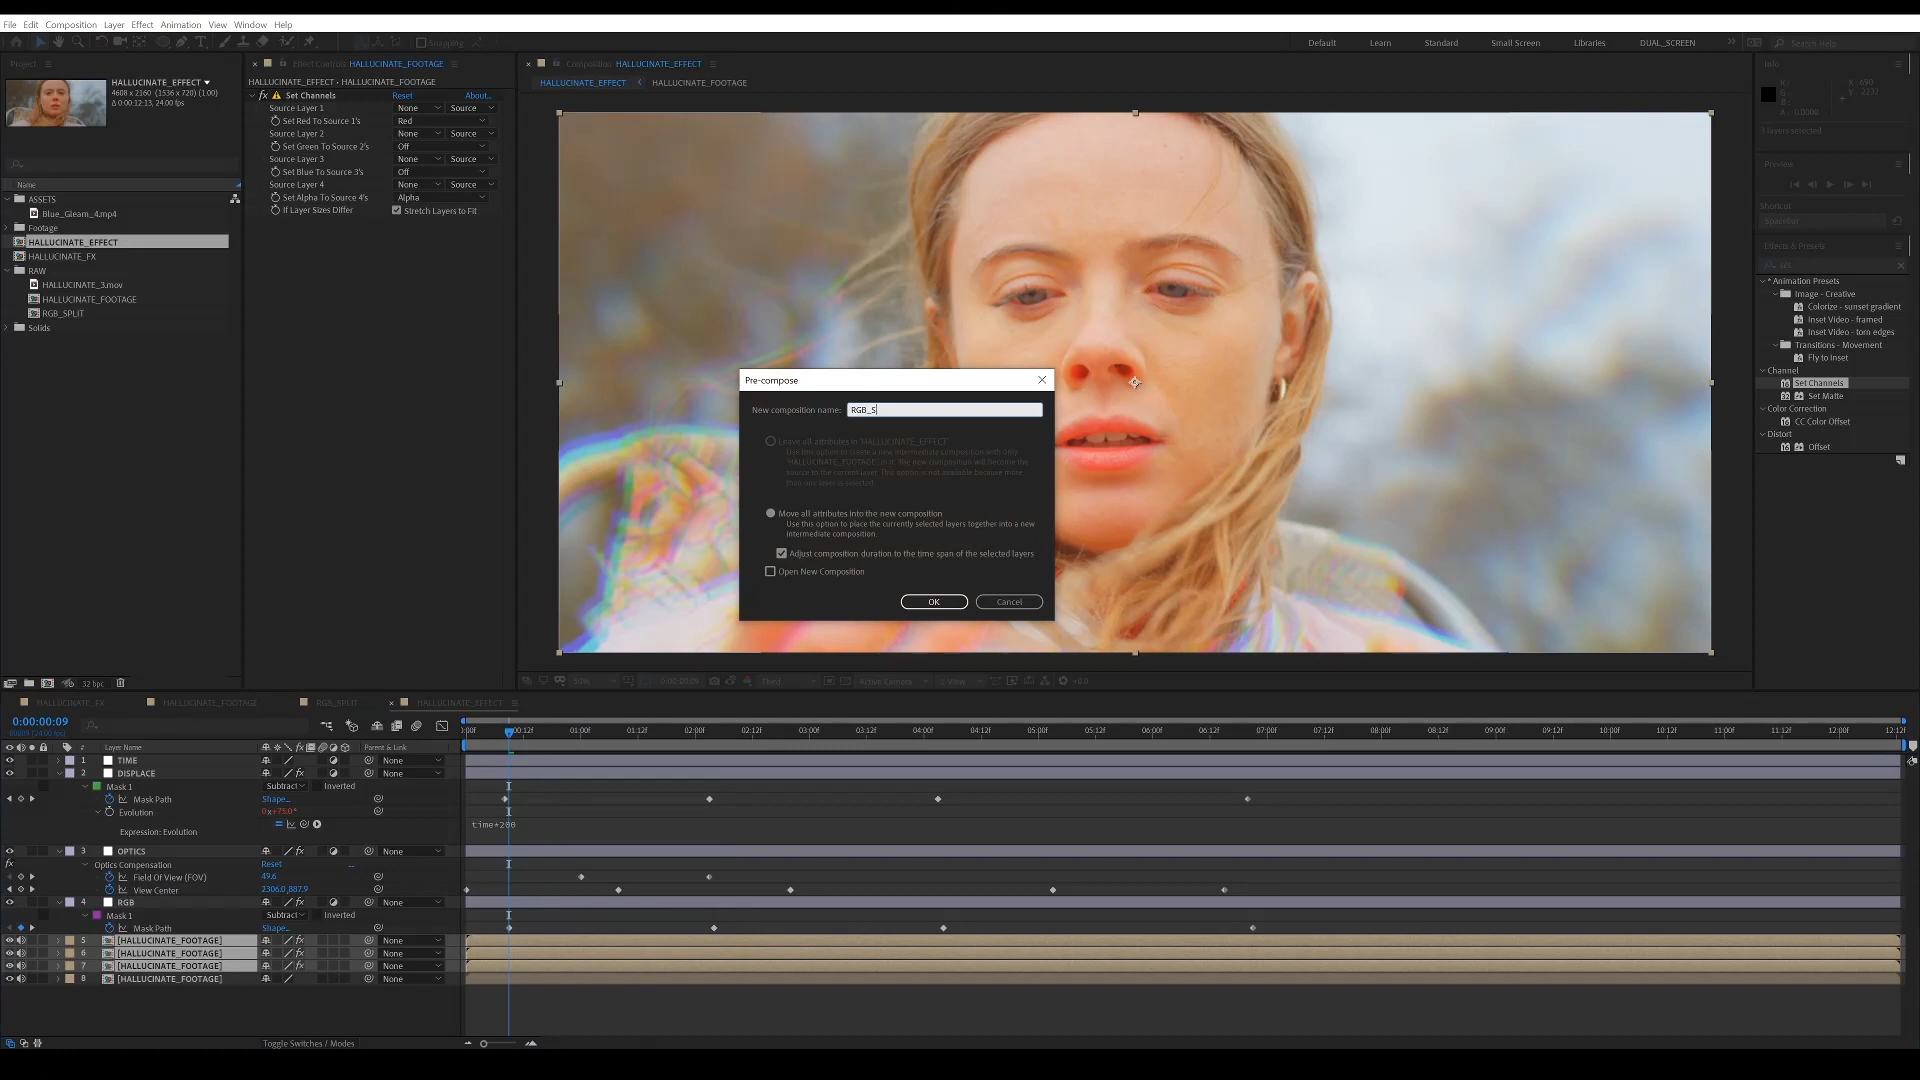 File Edit Composition Layer Effect Animation View Window Help
Snapping
Default Learn Standard Small Screen Libraries DUAL_SCREEN Search Help
Project
HALLUCINATE_EFFECT
4608 x 2160 (1536 x 720) (1.00)
Δ 0:00:12:13, 24.00 fps
Name
ASSETS
Blue_Gleam_4.mp4
Footage
HALLUCINATE_EFFECT
HALLUCINATE_FX
RAW
HALLUCINATE_3.mov
HALLUCINATE_FOOTAGE
RGB_SPLIT
Solids
32 bpc
Effect Controls HALLUCINATE_FOOTAGE
HALLUCINATE_EFFECT • HALLUCINATE_FOOTAGE
fx Set Channels Reset About...
Source Layer 1 None Source
Set Red To Source 1's Red
Source Layer 2 None Source
Set Green To Source 2's Off
Source Layer 3 None Source
Set Blue To Source 3's Off
Source Layer 4 None Source
Set Alpha To Source 4's Alpha
If Layer Sizes Differ Stretch Layers to Fit
Composition HALLUCINATE_EFFECT
HALLUCINATE_EFFECT HALLUCINATE_FOOTAGE
Pre-compose
New composition name: RGB_S
Leave all attributes in 'HALLUCINATE_EFFECT'
Use this option to create a new intermediate composition with only
'HALLUCINATE_FOOTAGE' in it. The new composition will become the
source to the current layer. This option is not available because more
than one layer is selected.
Move all attributes into the new composition
Use this option to place the currently selected layers together into a new
intermediate composition.
Adjust composition duration to the time span of the selected layers
Open New Composition
OK Cancel
50% 0:00:00:09 Third Active Camera 1 View +0.0
Info
R:
G:
B:
A: 0.0000
X: 690
Y: 2232
3 layers selected
Preview
Shortcut
Spacebar
Effects & Presets
* Animation Presets
Image - Creative
Colorize - sunset gradient
Inset Video - framed
Inset Video - torn edges
Transitions - Movement
Fly to Inset
Channel
Set Channels
Set Matte
Color Correction
CC Color Offset
Distort
Offset
HALLUCINATE_FX HALLUCINATE_FOOTAGE RGB_SPLIT HALLUCINATE_EFFECT
0:00:00:09
00009 (24.00 fps)
# Layer Name Parent & Link
00:12f 01:00f 01:12f 02:00f 02:12f 03:00f 03:12f 04:00f 04:12f 05:00f 05:12f 06:00f 06:12f 07:00f 07:12f 08:00f 08:12f 09:00f 09:12f 10:00f 10:12f 11:00f 11:12f 12:00f
1 TIME None
2 DISPLACE fx None
Mask 1 Subtract Inverted
Mask Path Shape...
Evolution 0x+75.0°
time*200
Expression: Evolution
3 OPTICS fx None
fx Optics Compensation Reset
Field Of View (FOV) 49.6
View Center 2306.0,887.9
4 RGB fx None
Mask 1 Subtract Inverted
Mask Path Shape...
5 [HALLUCINATE_FOOTAGE] fx None
6 [HALLUCINATE_FOOTAGE] fx None
7 [HALLUCINATE_FOOTAGE] fx None
8 [HALLUCINATE_FOOTAGE] None
Toggle Switches / Modes